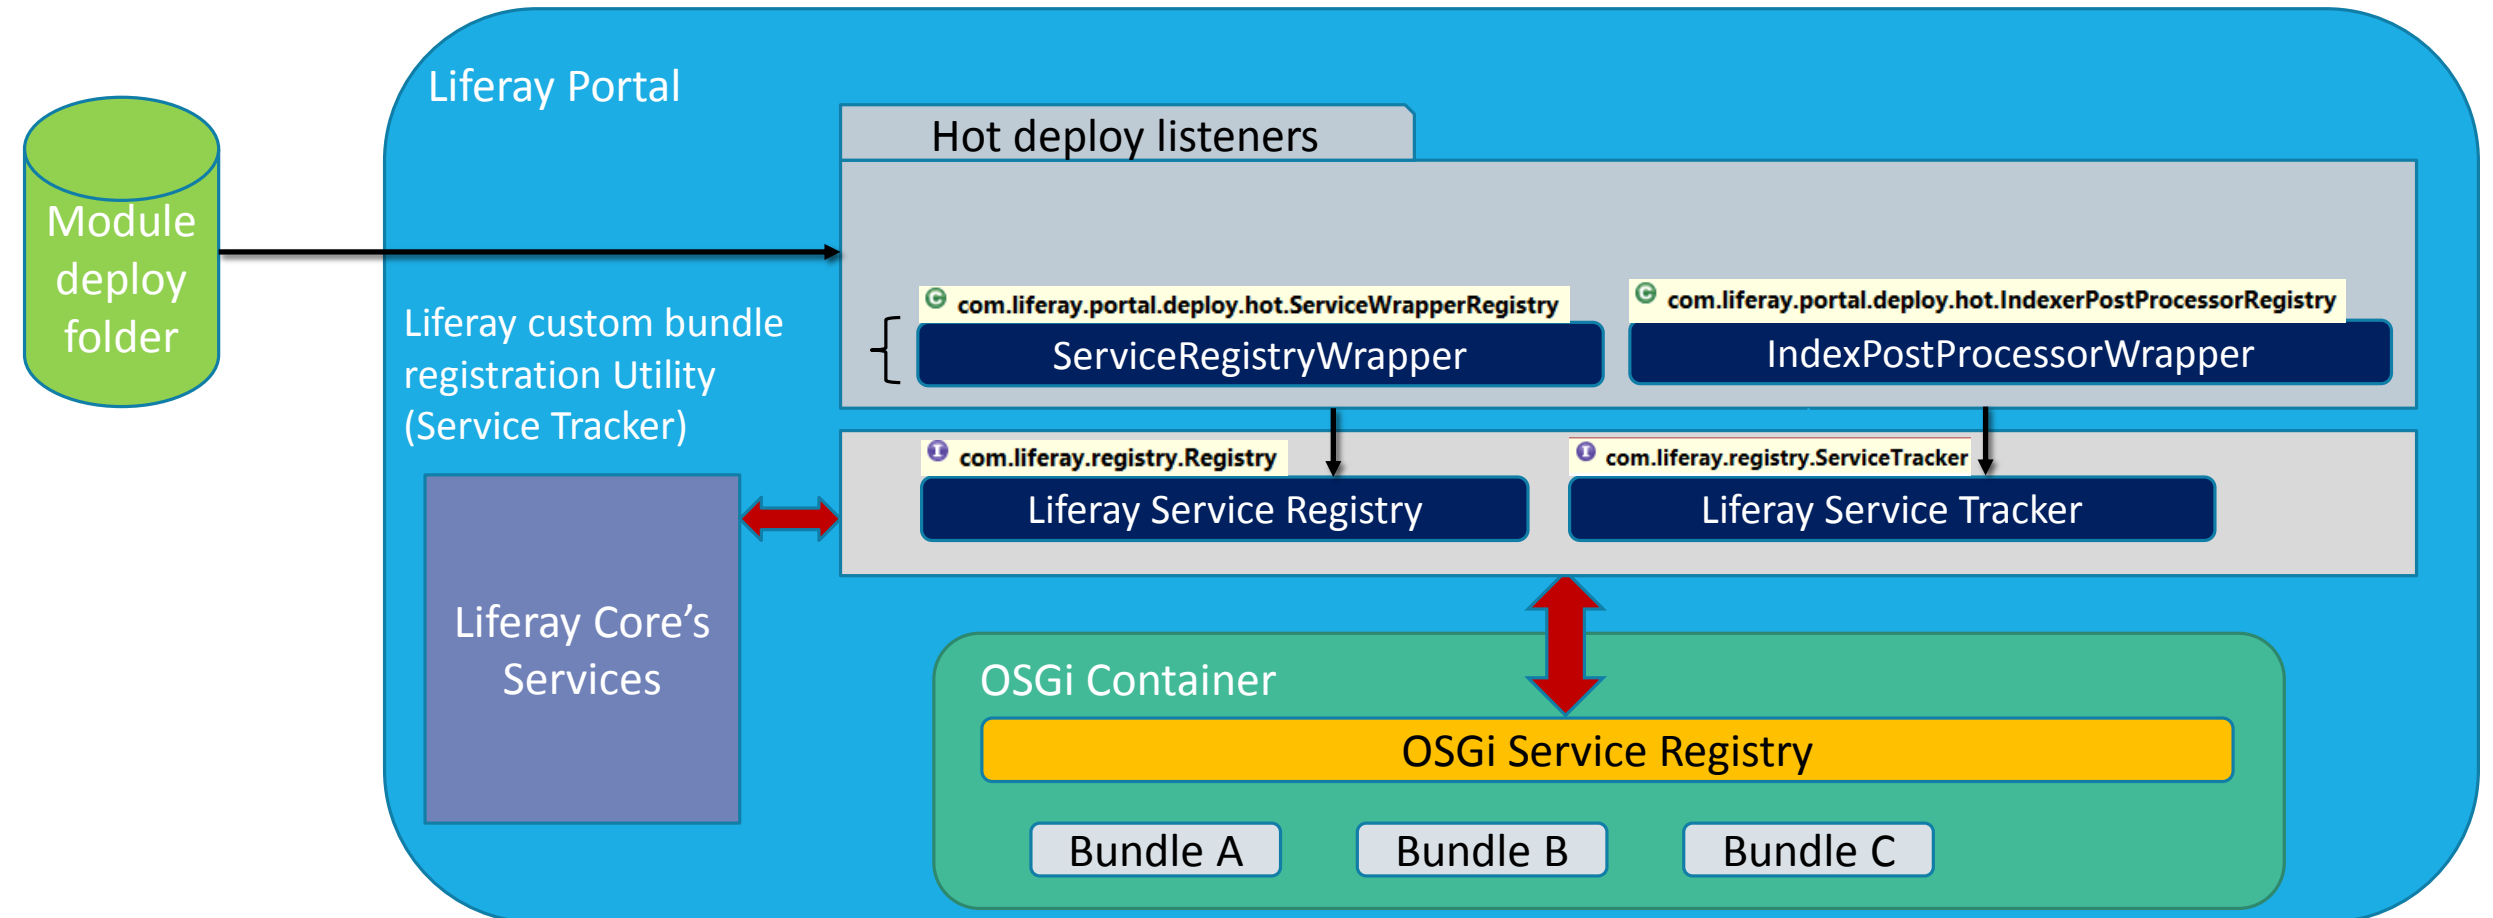 Liferay Portal
Hot deploy listeners
Module
deploy
folder
com.liferay.portal.deploy.hot.ServiceWrapperRegistry
com.liferay.portal.deploy.hot.IndexerPostProcessorRegistry
ServiceRegistryWrapper
IndexPostProcessorWrapper
Liferay custom bundle
registration Utility
(Service Tracker)
com.liferay.registry.Registry
com.liferay.registry.ServiceTracker
Liferay Service Registry
Liferay Service Tracker
Liferay Core’s
Services
OSGi Container
OSGi Service Registry
Bundle A
Bundle B
Bundle C